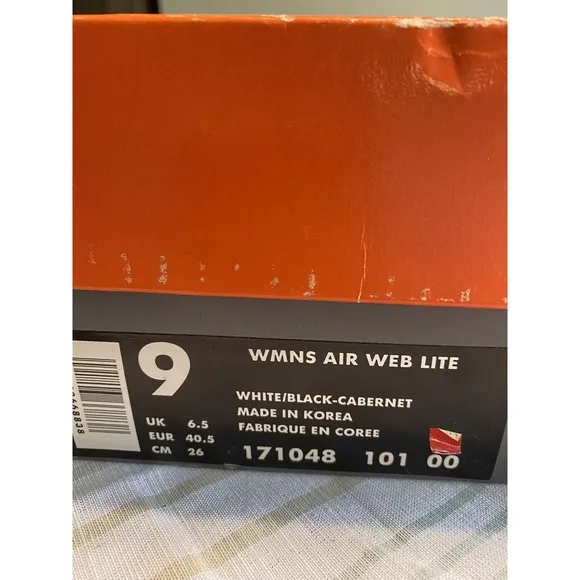 9
WMNS AIR WEB LITE
WHITE/BLACK-CABERNET
MADE IN KOREA
FABRIQUE EN COREE
UK 6.5
EUR 40.5
CM 26
171048 101 00